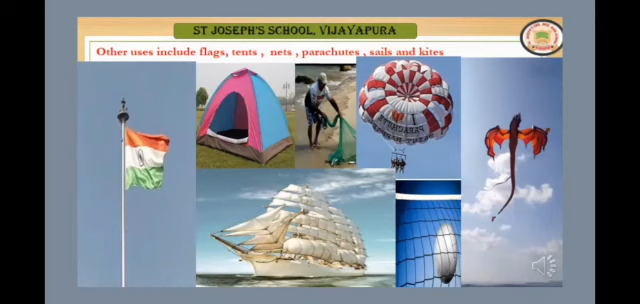 ST JOSEPH'S SCHOOL, VIJAYAPURA
Other uses include flags, tents , nets , parachutes , sails and kites